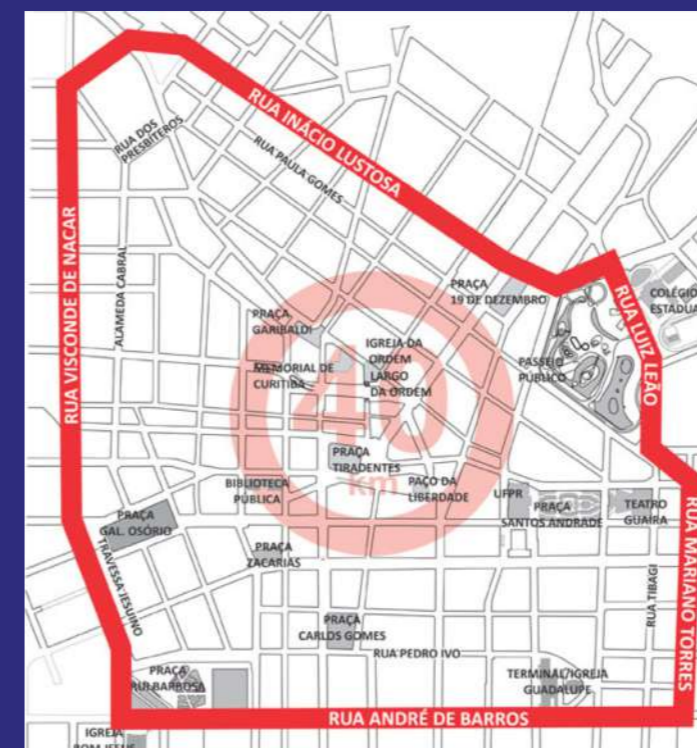 RUA INÁCIO LUSTOSA
RUA DOS
PRESBÍTEROS
RUA PAULA GOMES
RUA VISCONDE DE NACAR
ALAMEDA CABRAL
PRAÇA
19 DE DEZEMBRO
RUA LUIZ LEÃO
COLÉGIO
ESTADUA
PRAÇA
GARIBALDI
IGREJA DA
ORDEM
LARGO
DA ORDEM
MEMORIAL DE
CURITIBA
PASSEIO
PÚBLICO
40
km
PRAÇA
TIRADENTES
BIBLIOTECA
PÚBLICA
PAÇO DA
LIBERDADE
UFPR
PRAÇA
SANTOS ANDRADE
TEATRO
GUAÍRA
PRAÇA
GAL. OSÓRIO
PRAÇA
ZACARIAS
TRAVESSA JESUINO
RUA TIBAGI
RUA MARIANO TORRES
PRAÇA
CARLOS GOMES
RUA PEDRO IVO
PRAÇA
RUI BARBOSA
TERMINAL/IGREJA
GUADALUPE
RUA ANDRÉ DE BARROS
IGREJA
BOM JESUS